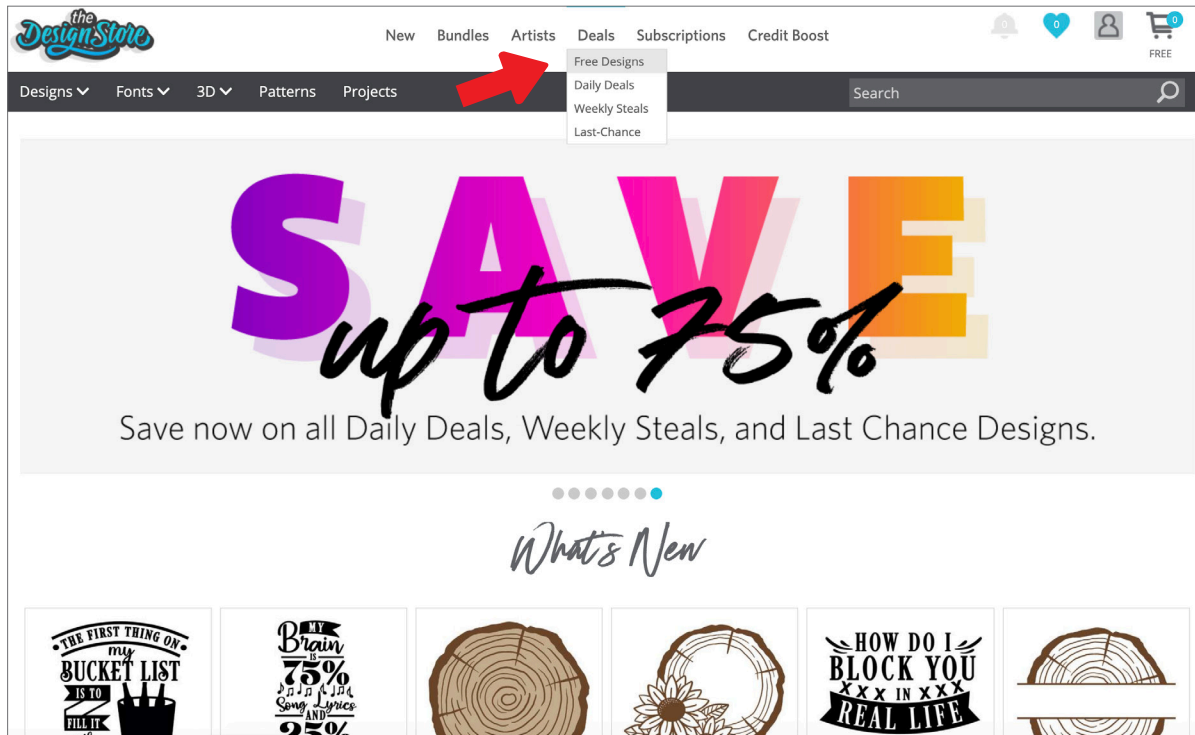 the
Design Store
New Bundles Artists Deals Subscriptions Credit Boost
0
0
0
FREE
Free Designs
Daily Deals
Weekly Steals
Last-Chance
Designs Fonts 3D Patterns Projects
Search
SAVE
up to 75%
Save now on all Daily Deals, Weekly Steals, and Last Chance Designs.
What's New
THE FIRST THING ON
my
BUCKET LIST
IS TO
FILL IT
MY
Brain
IS
75%
Song Lyrics
AND
25%
HOW DO I
BLOCK YOU
XXX IN XXX
REAL LIFE